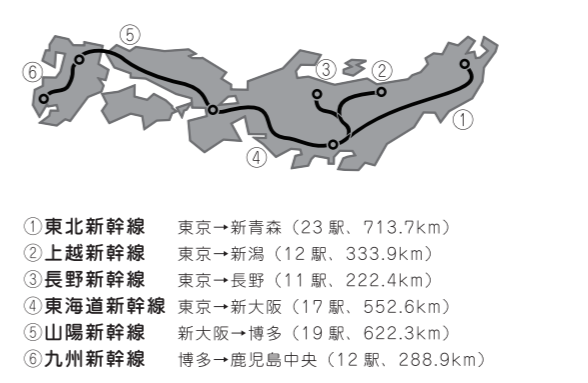 ⑤
⑥
③
②
①
④
①東北新幹線 東京→新青森（23 駅、713.7km）
②上越新幹線 東京→新潟（12 駅、333.9km）
③長野新幹線 東京→長野（11 駅、222.4km）
④東海道新幹線 東京→新大阪（17 駅、552.6km）
⑤山陽新幹線 新大阪→博多（19 駅、622.3km）
⑥九州新幹線 博多→鹿児島中央（12 駅、288.9km）